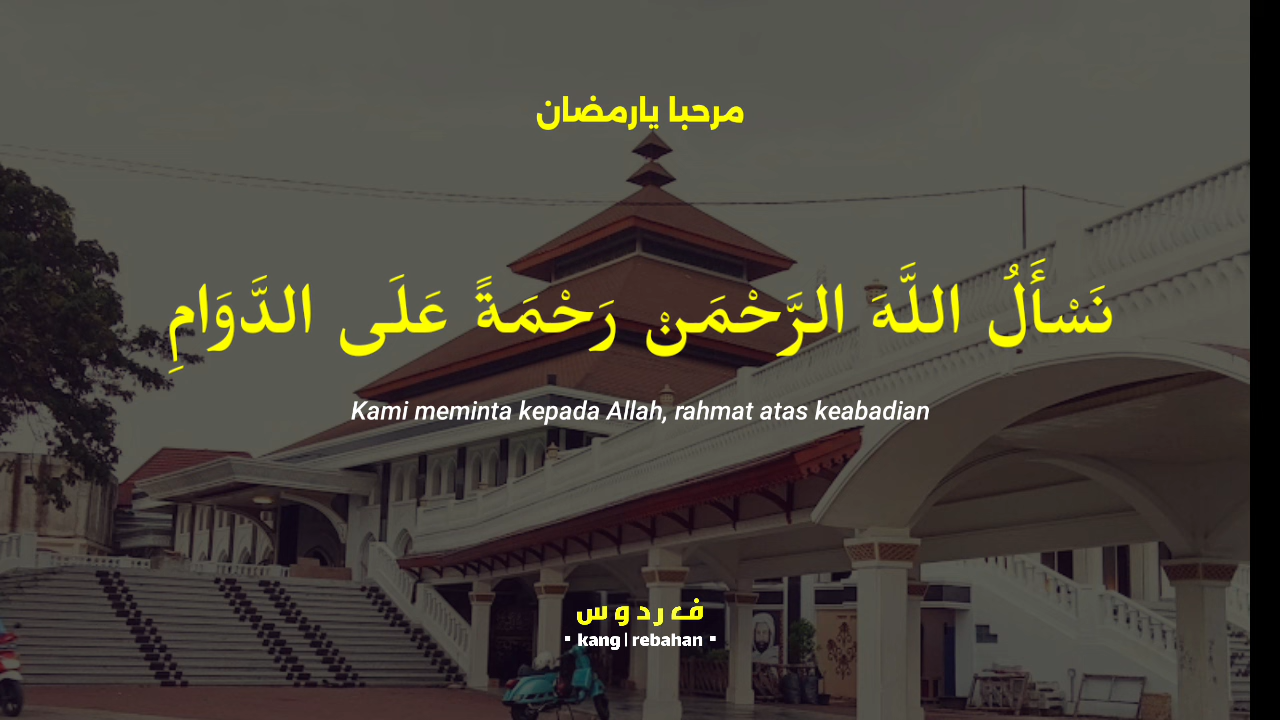 مرحبا يارمضان
نَسْأَلُ اللَّهَ الرَّحْمَنْ رَحْمَةً عَلَى الدَّوَامِ
Kami meminta kepada Allah, rahmat atas keabadian
ف ر د و س
▪ kang | rebahan ▪